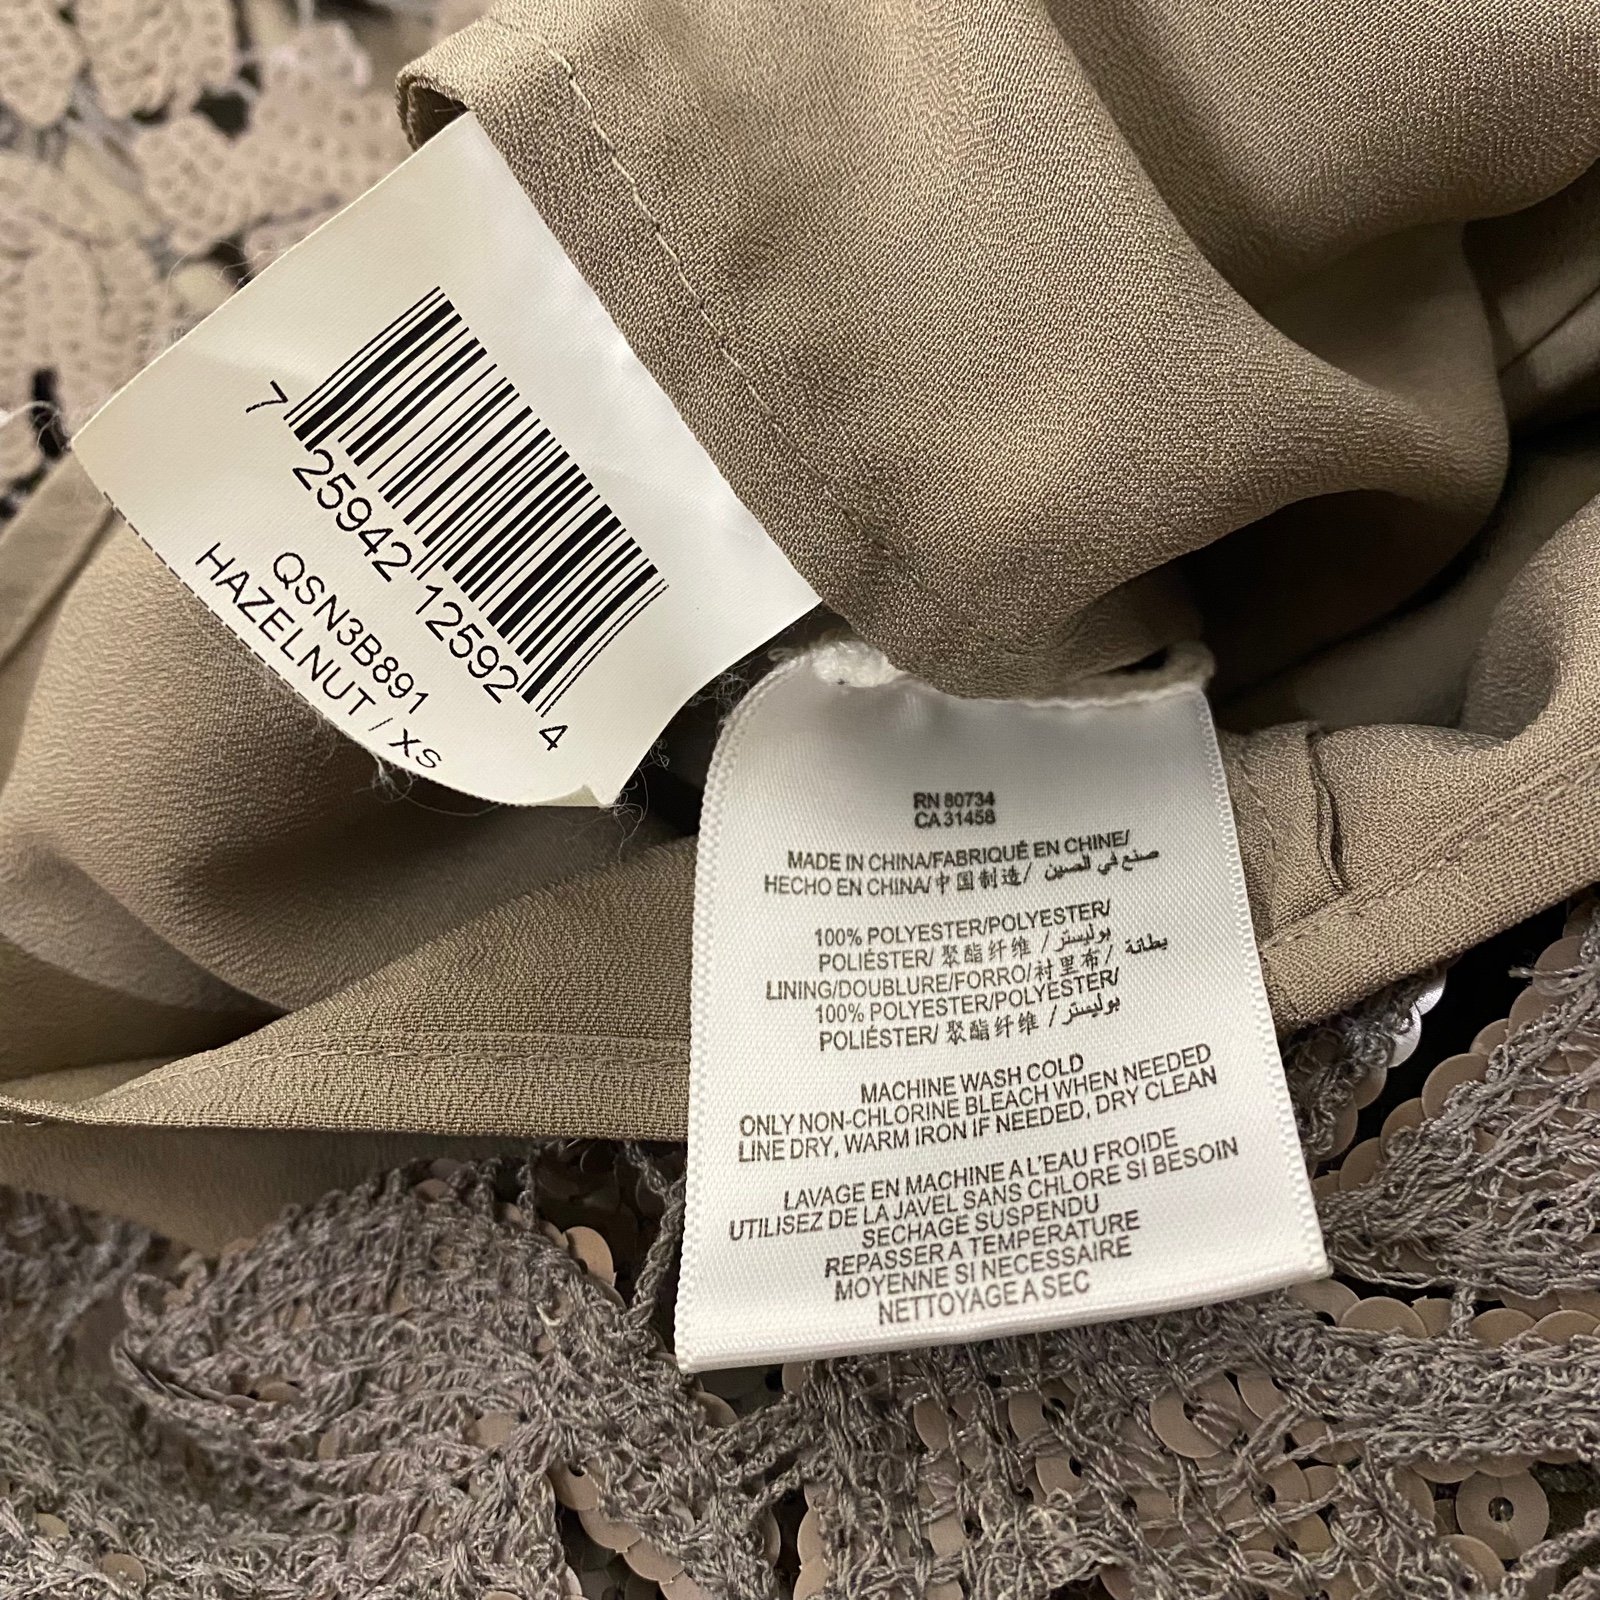 7 25942 12592 4
QSN3B891
HAZELNUT / XS
RN 80734
CA 31458
MADE IN CHINA/FABRIQUÉ EN CHINE/
HECHO EN CHINA/中国制造/ صنع في الصين
100% POLYESTER/POLYESTER/
POLIÉSTER/ 聚酯纤维 / بوليستر
LINING/DOUBLURE/FORRO/衬里布/ بطانة
100% POLYESTER/POLYESTER/
POLIÉSTER/ 聚酯纤维 / بوليستر
MACHINE WASH COLD
ONLY NON-CHLORINE BLEACH WHEN NEEDED
LINE DRY, WARM IRON IF NEEDED, DRY CLEAN
LAVAGE EN MACHINE A L'EAU FROIDE
UTILISEZ DE LA JAVEL SANS CHLORE SI BESOIN
SECHAGE SUSPENDU
REPASSER A TEMPERATURE
MOYENNE SI NECESSAIRE
NETTOYAGE A SEC